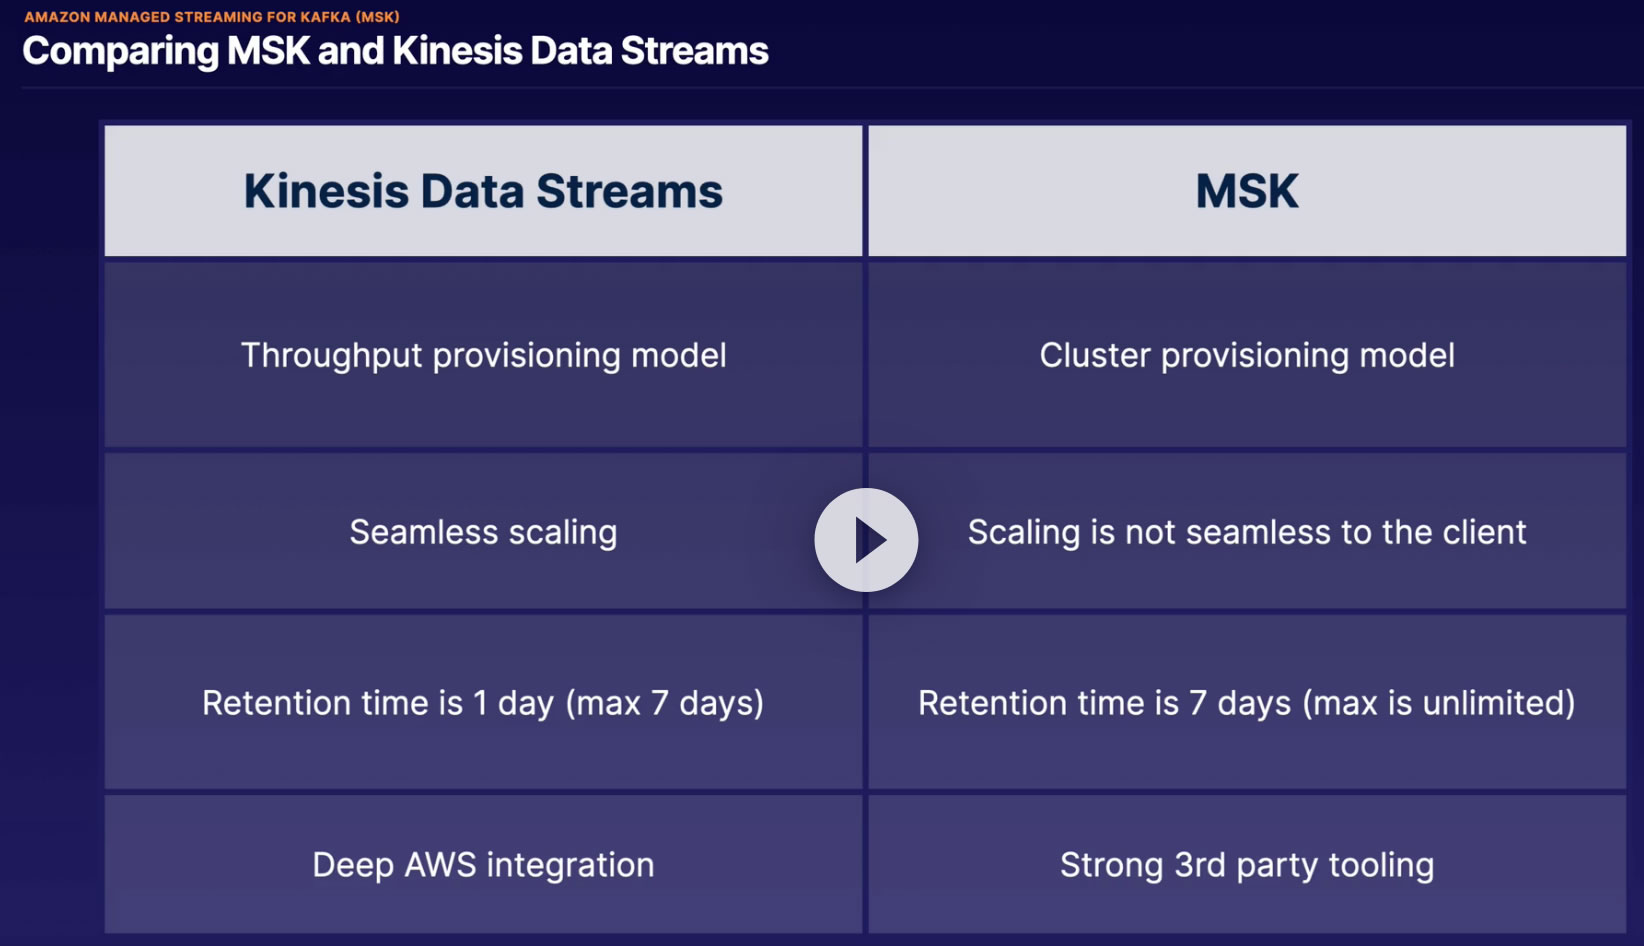 AMAZON MANAGED STREAMING FOR KAFKA (MSK)
Comparing MSK and Kinesis Data Streams
Kinesis Data Streams
MSK
Throughput provisioning model
Cluster provisioning model
Seamless scaling
Scaling is not seamless to the client
Retention time is 1 day (max 7 days)
Retention time is 7 days (max is unlimited)
Deep AWS integration
Strong 3rd party tooling